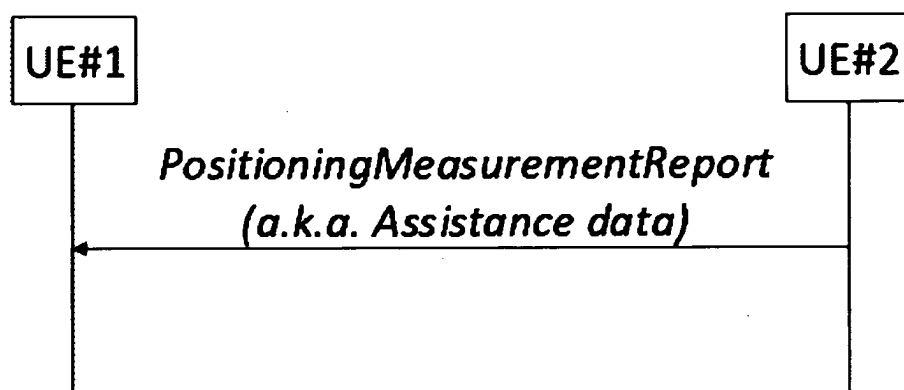 UE#1
UE#2
PositioningMeasurementReport
(a.k.a. Assistance data)